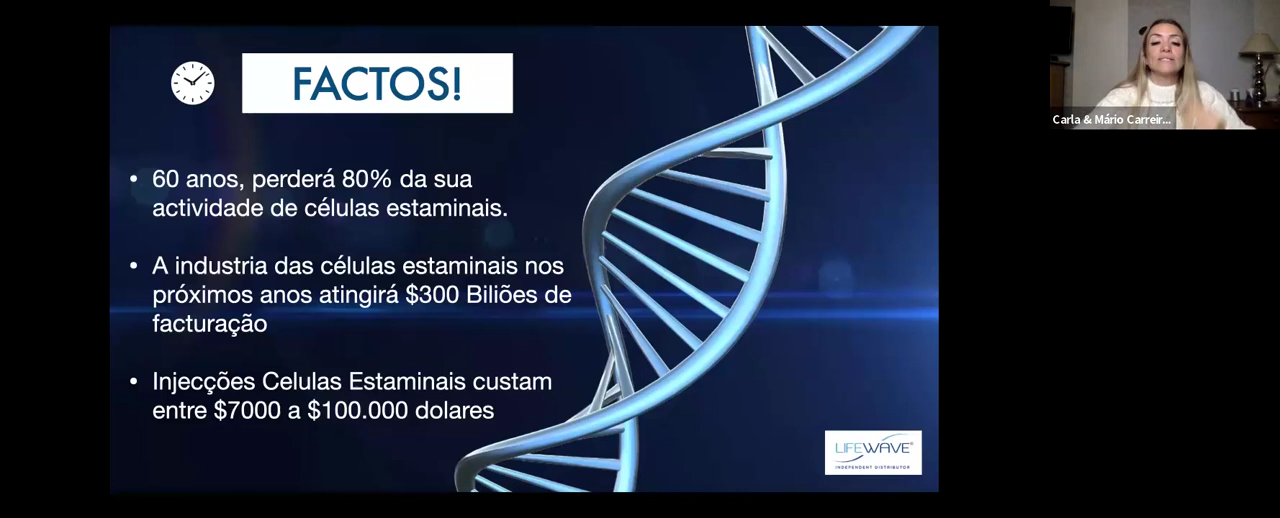 FACTOS!
• 60 anos, perderá 80% da sua
actividade de células estaminais.
• A industria das células estaminais nos
próximos anos atingirá $300 Biliões de
facturação
• Injecções Celulas Estaminais custam
entre $7000 a $100.000 dolares
LIFEWAVE®
INDEPENDENT DISTRIBUTOR
Carla & Mário Carreir...